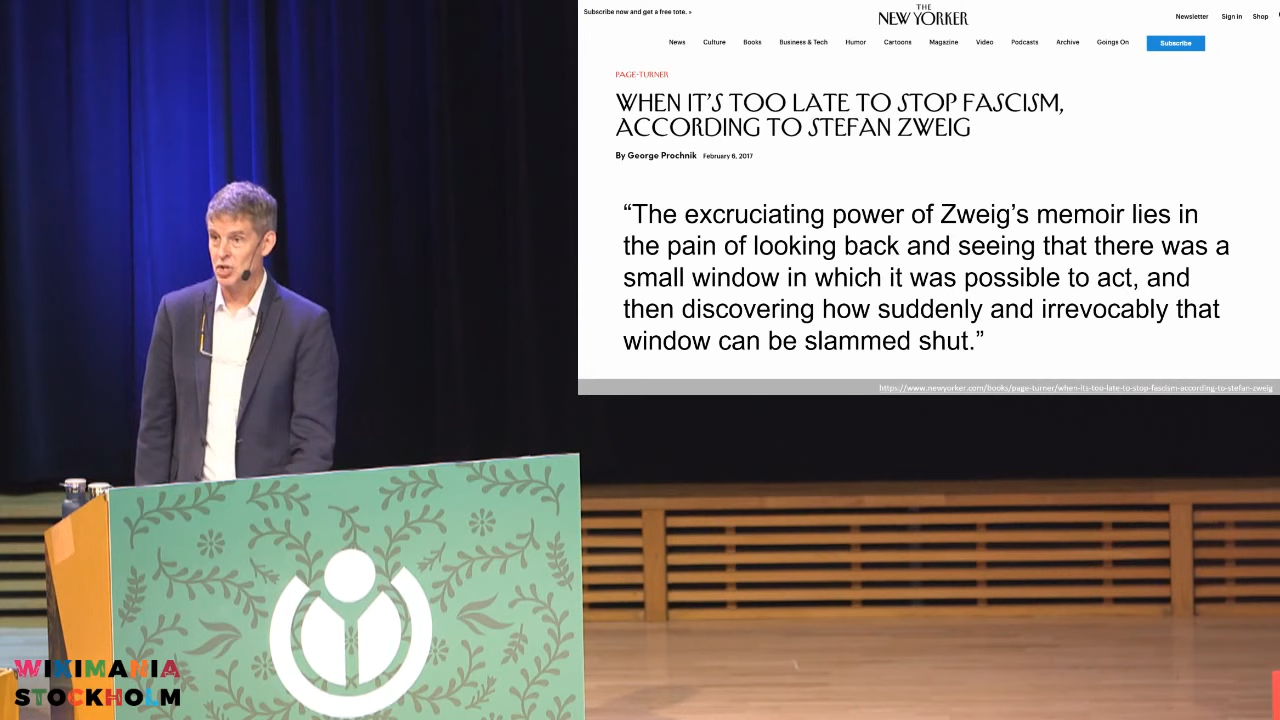 Subscribe now and get a free tote. »
THE
NEW YORKER
Newsletter Sign in Shop
News Culture Books Business & Tech Humor Cartoons Magazine Video Podcasts Archive Goings On Subscribe
PAGE-TURNER
WHEN IT'S TOO LATE TO STOP FASCISM,
ACCORDING TO STEFAN ZWEIG
By George Prochnik February 6, 2017
“The excruciating power of Zweig’s memoir lies in
the pain of looking back and seeing that there was a
small window in which it was possible to act, and
then discovering how suddenly and irrevocably that
window can be slammed shut.”
https://www.newyorker.com/books/page-turner/when-its-too-late-to-stop-fascism-according-to-stefan-zweig
WIKIMANIA
STOCKHOLM